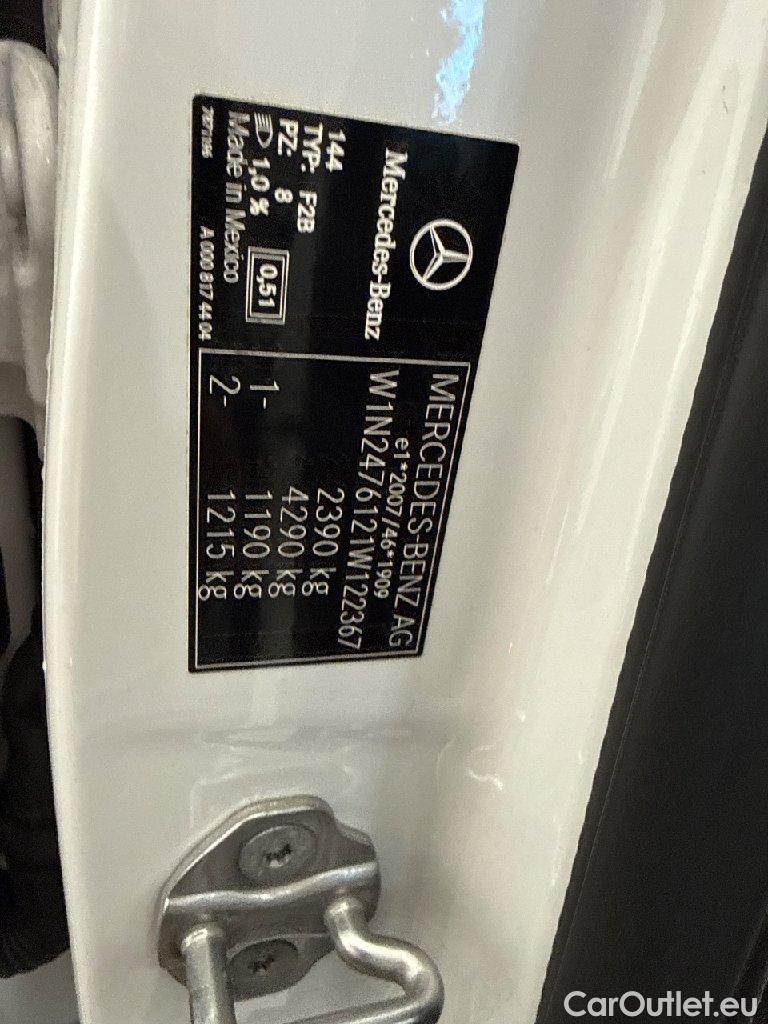 MERCEDES-BENZ AG
e1*2007/46*1909
W1N2476121W122367
2390 kg
4290 kg
1- 1190 kg
2- 1215 kg
Mercedes-Benz
144
TYP: F2B
PZ: 8
1,0 % 0,51
Made in Mexico
A 000 817 44 04
CarOutlet.eu